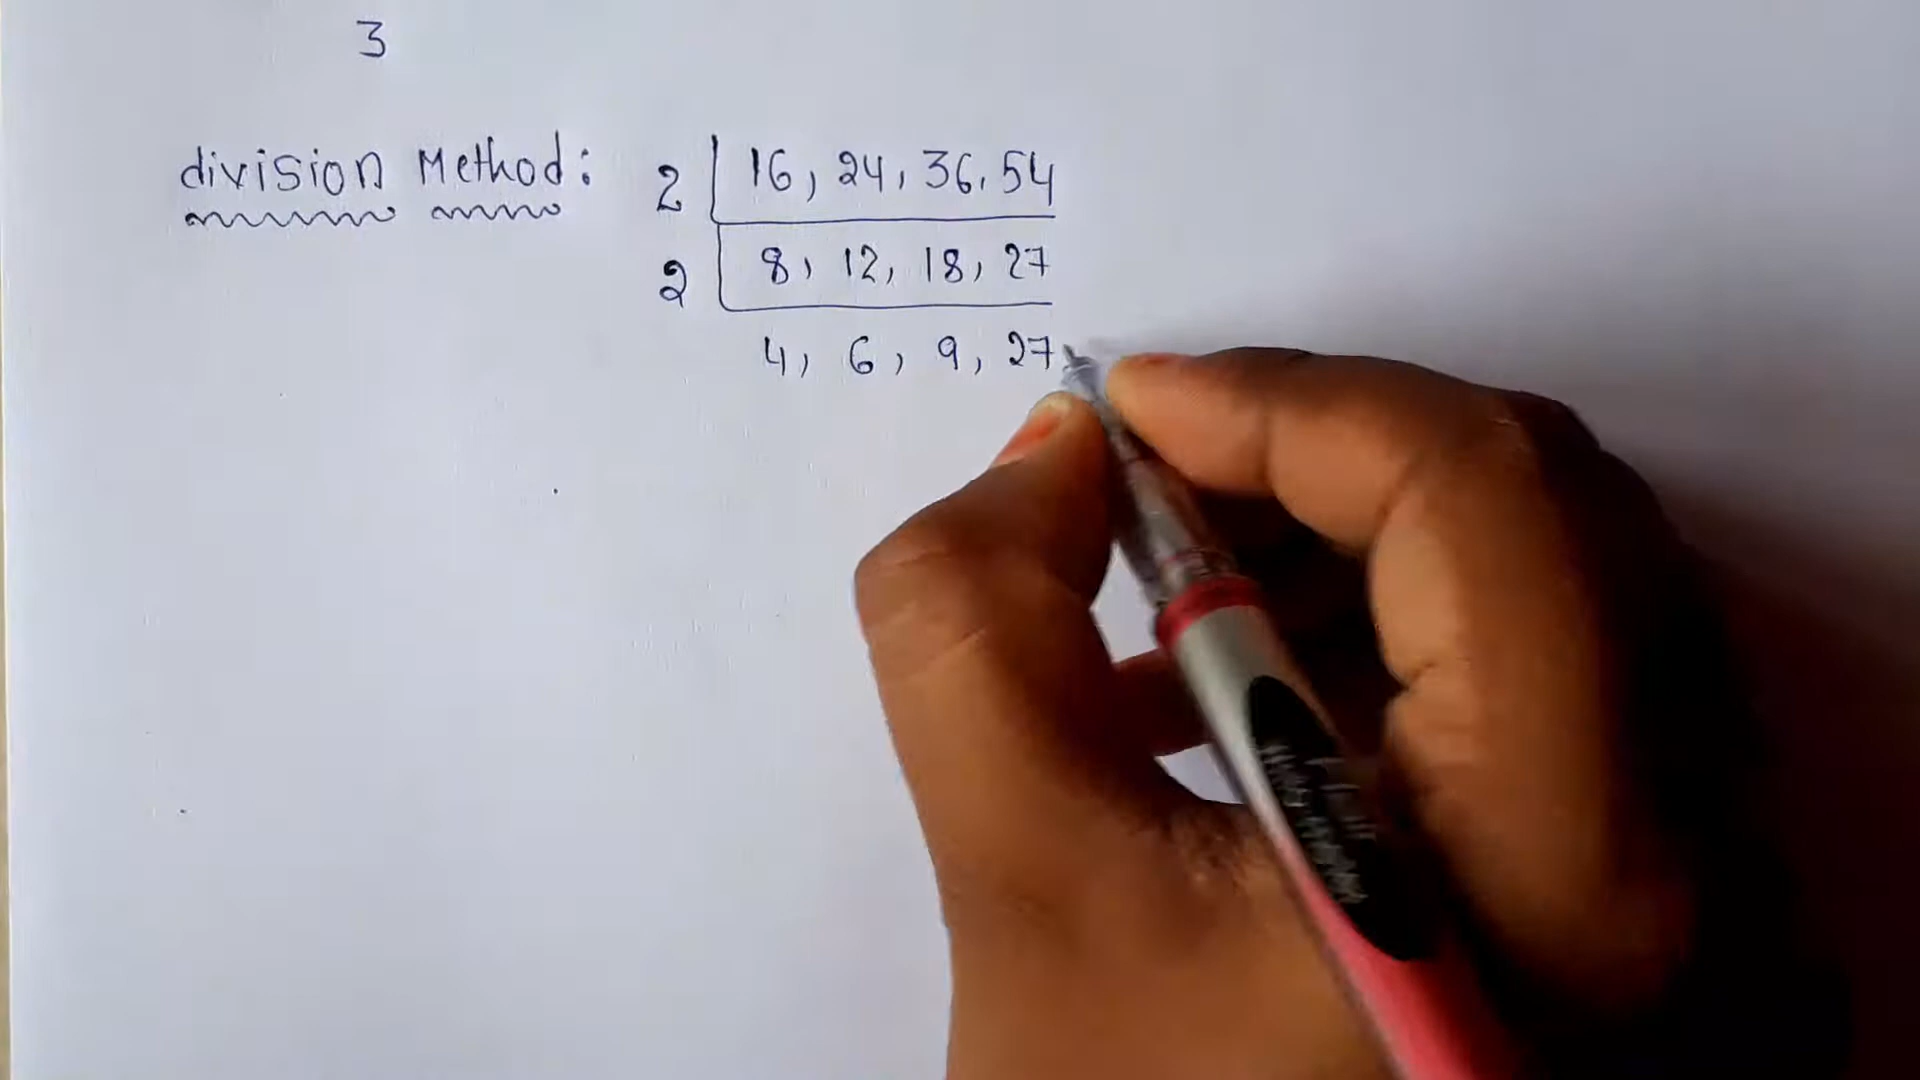 3
division Method: 2 | 16, 24, 36, 54
2 | 8, 12, 18, 27
4, 6, 9, 27